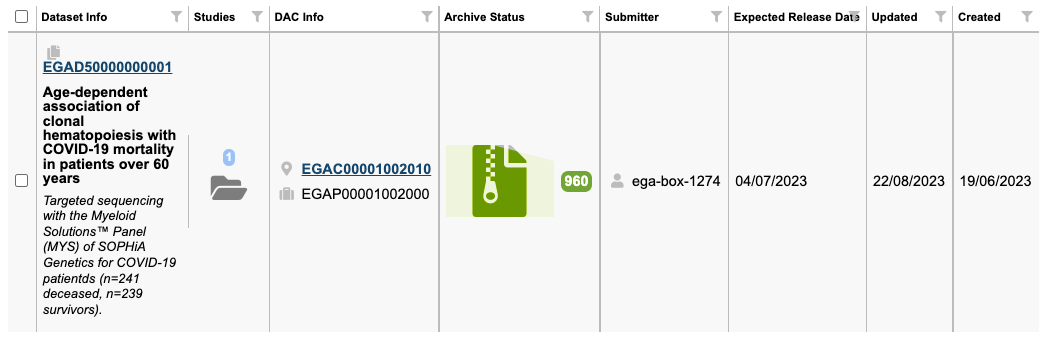 Dataset Info Studies DAC Info Archive Status Submitter Expected Release Date Updated Created
EGAD50000000001
Age-dependent
association of
clonal
hematopoiesis with
COVID-19 mortality
in patients over 60
years
Targeted sequencing
with the Myeloid
Solutions™ Panel
(MYS) of SOPHiA
Genetics for COVID-19
patientds (n=241
deceased, n=239
survivors).
1
EGAC00001002010
EGAP00001002000
960
ega-box-1274
04/07/2023
22/08/2023
19/06/2023